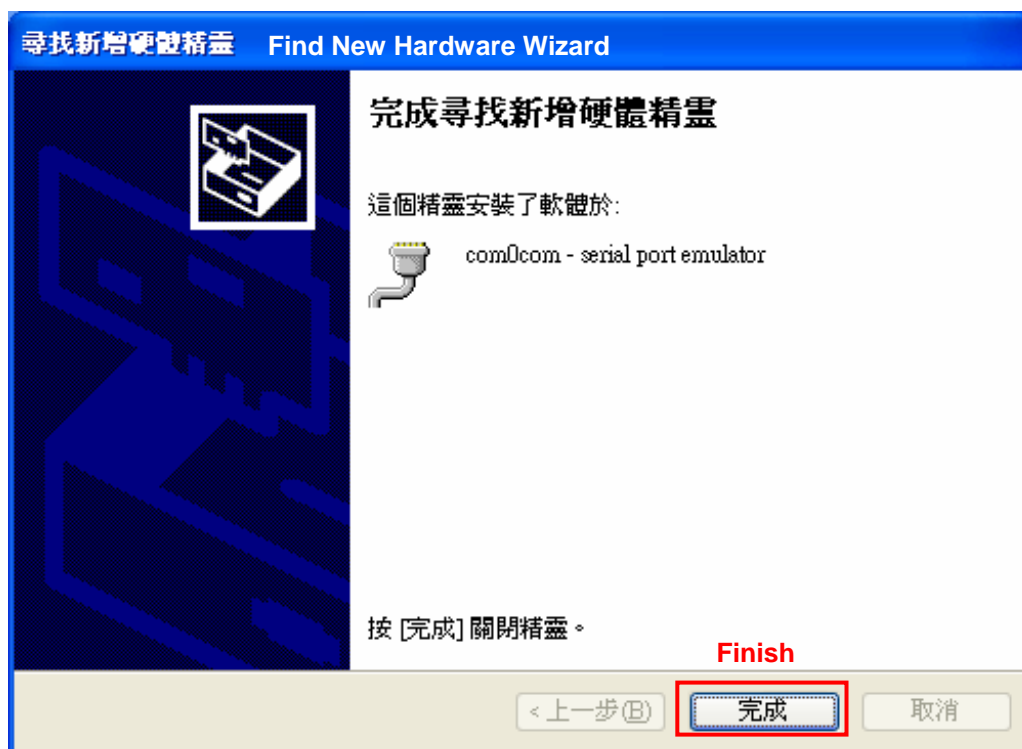 尋找新增硬體精靈 Find New Hardware Wizard
完成尋找新增硬體精靈
這個精靈安裝了軟體於:
com0com - serial port emulator
按 [完成] 關閉精靈。
Finish
<上一步(B) 完成 取消